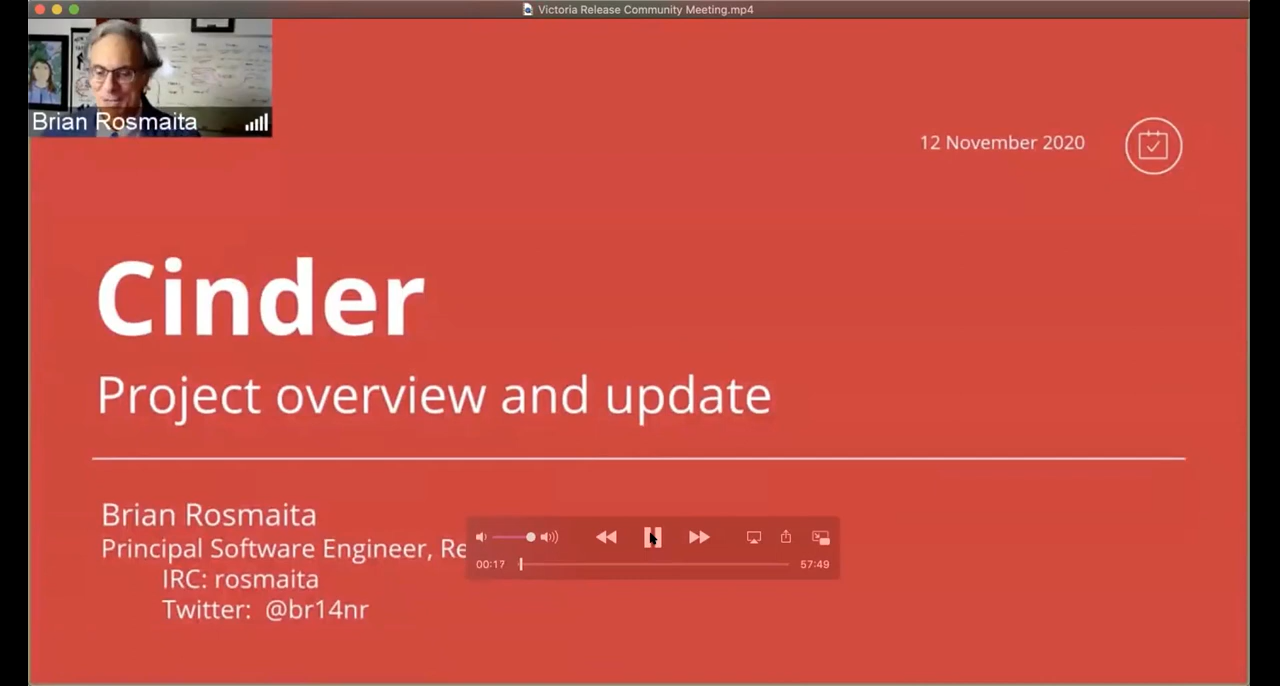 Victoria Release Community Meeting.mp4
Brian Rosmaita
12 November 2020
Cinder
Project overview and update
Brian Rosmaita
Principal Software Engineer, Re
IRC: rosmaita
Twitter: @br14nr
00:17
57:49